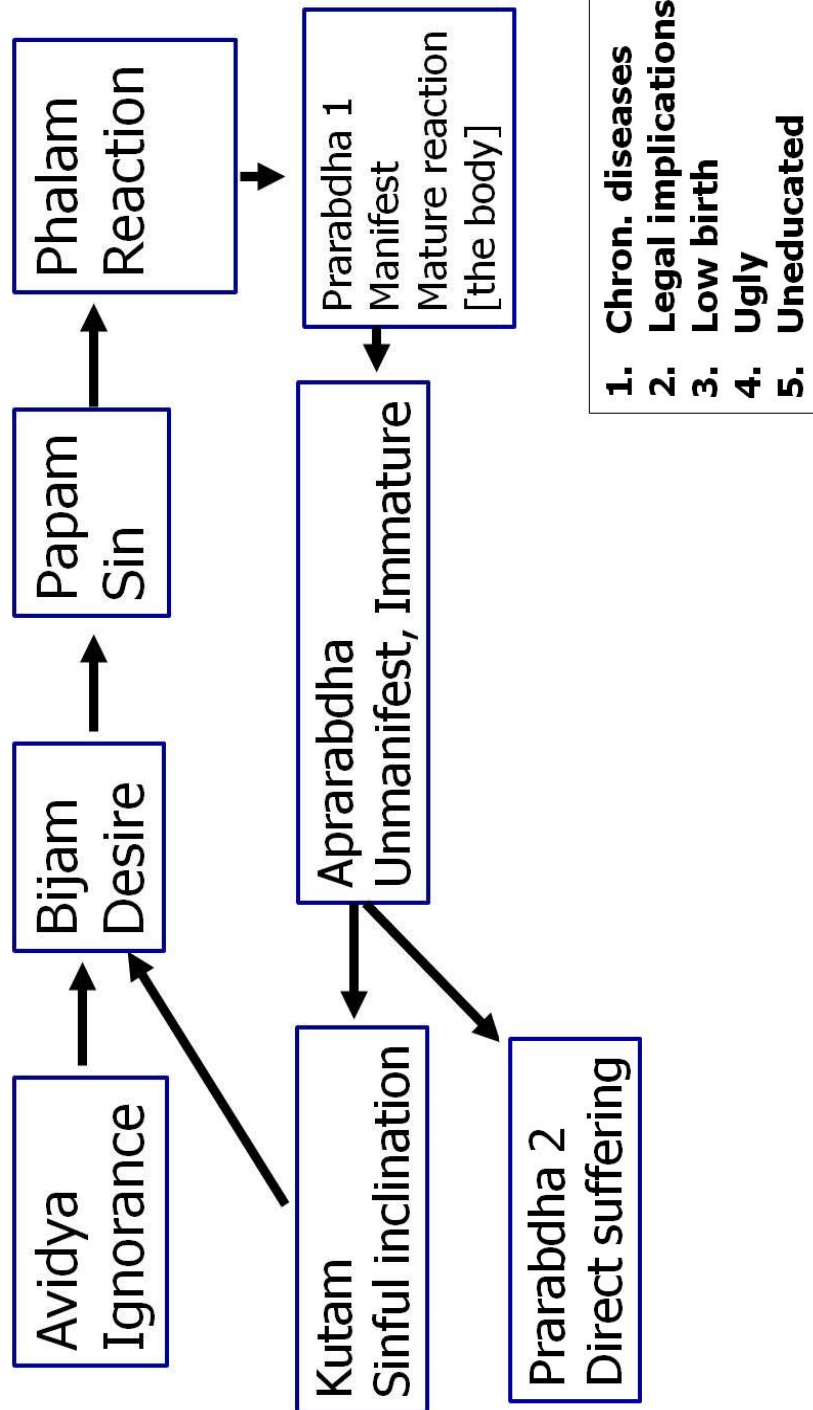 Avidya
Ignorance
Bijam
Desire
Papam
Sin
Phalam
Reaction
Kutam
Sinful inclination
Aprarabdha
Unmanifest, Immature
Prarabdha 1
Manifest
Mature reaction
[the body]
Prarabdha 2
Direct suffering
1. Chron. diseases
2. Legal implications
3. Low birth
4. Ugly
5. Uneducated